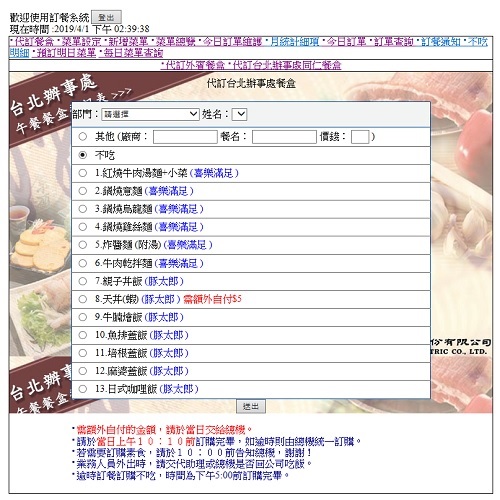 歡迎使用訂餐系統 登出
現在時間 :2019/4/1 下午 02:39:38
*代訂餐盒 *菜單設定 *新增菜單 *菜單總覽 *今日訂單維護 *月統計細項 *今日訂單 *訂單查詢 *訂餐通知 *不吃
明細 *預訂明日菜單 *每日菜單查詢
*代訂外賓餐盒 *代訂台北辦事處同仁餐盒
代訂台北辦事處餐盒
台北辦事處
午餐餐盒 >>>
部門: 請選擇 姓名:
其他 (廠商: 餐名: 價錢: )
不吃
1.紅燒牛肉湯麵+小菜 (喜樂滿足)
2.鍋燒意麵 (喜樂滿足)
3.鍋燒烏龍麵 (喜樂滿足)
4.鍋燒雞絲麵 (喜樂滿足)
5.炸醬麵 (附湯) (喜樂滿足)
6.牛肉乾拌麵 (喜樂滿足)
7.親子丼飯 (豚太郎)
8.天丼(蝦) (豚太郎) 需額外自付$5
9.牛腩燴飯 (豚太郎)
10.魚排蓋飯 (豚太郎)
11.培根蓋飯 (豚太郎)
12.麻婆蓋飯 (豚太郎)
13.日式咖哩飯 (豚太郎)
份有限公司
TRIC CO., LTD.
台北辦事
午餐餐盒
送出
*需額外自付的金額,請於當日交給總機。
*請於當日上午10:10前訂購完畢,如逾時則由總機統一訂購。
*若需要訂購素食,請於10:00前告知總機,謝謝!
*業務人員外出時,請交代助理或總機是否回公司吃飯。
*逾時訂餐訂購不吃,時間為下午5:00前訂購完畢。